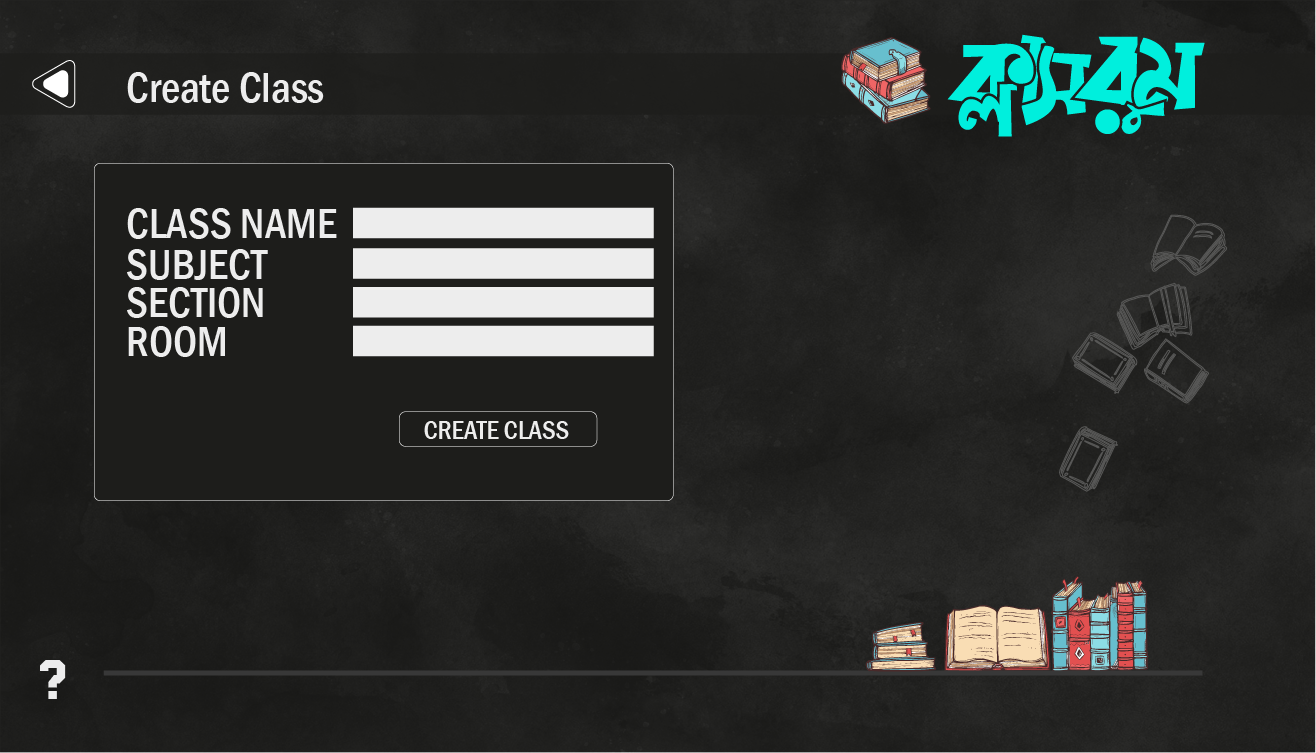 Create Class
ক্লাসরুম
CLASS NAME
SUBJECT
SECTION
ROOM
CREATE CLASS
?